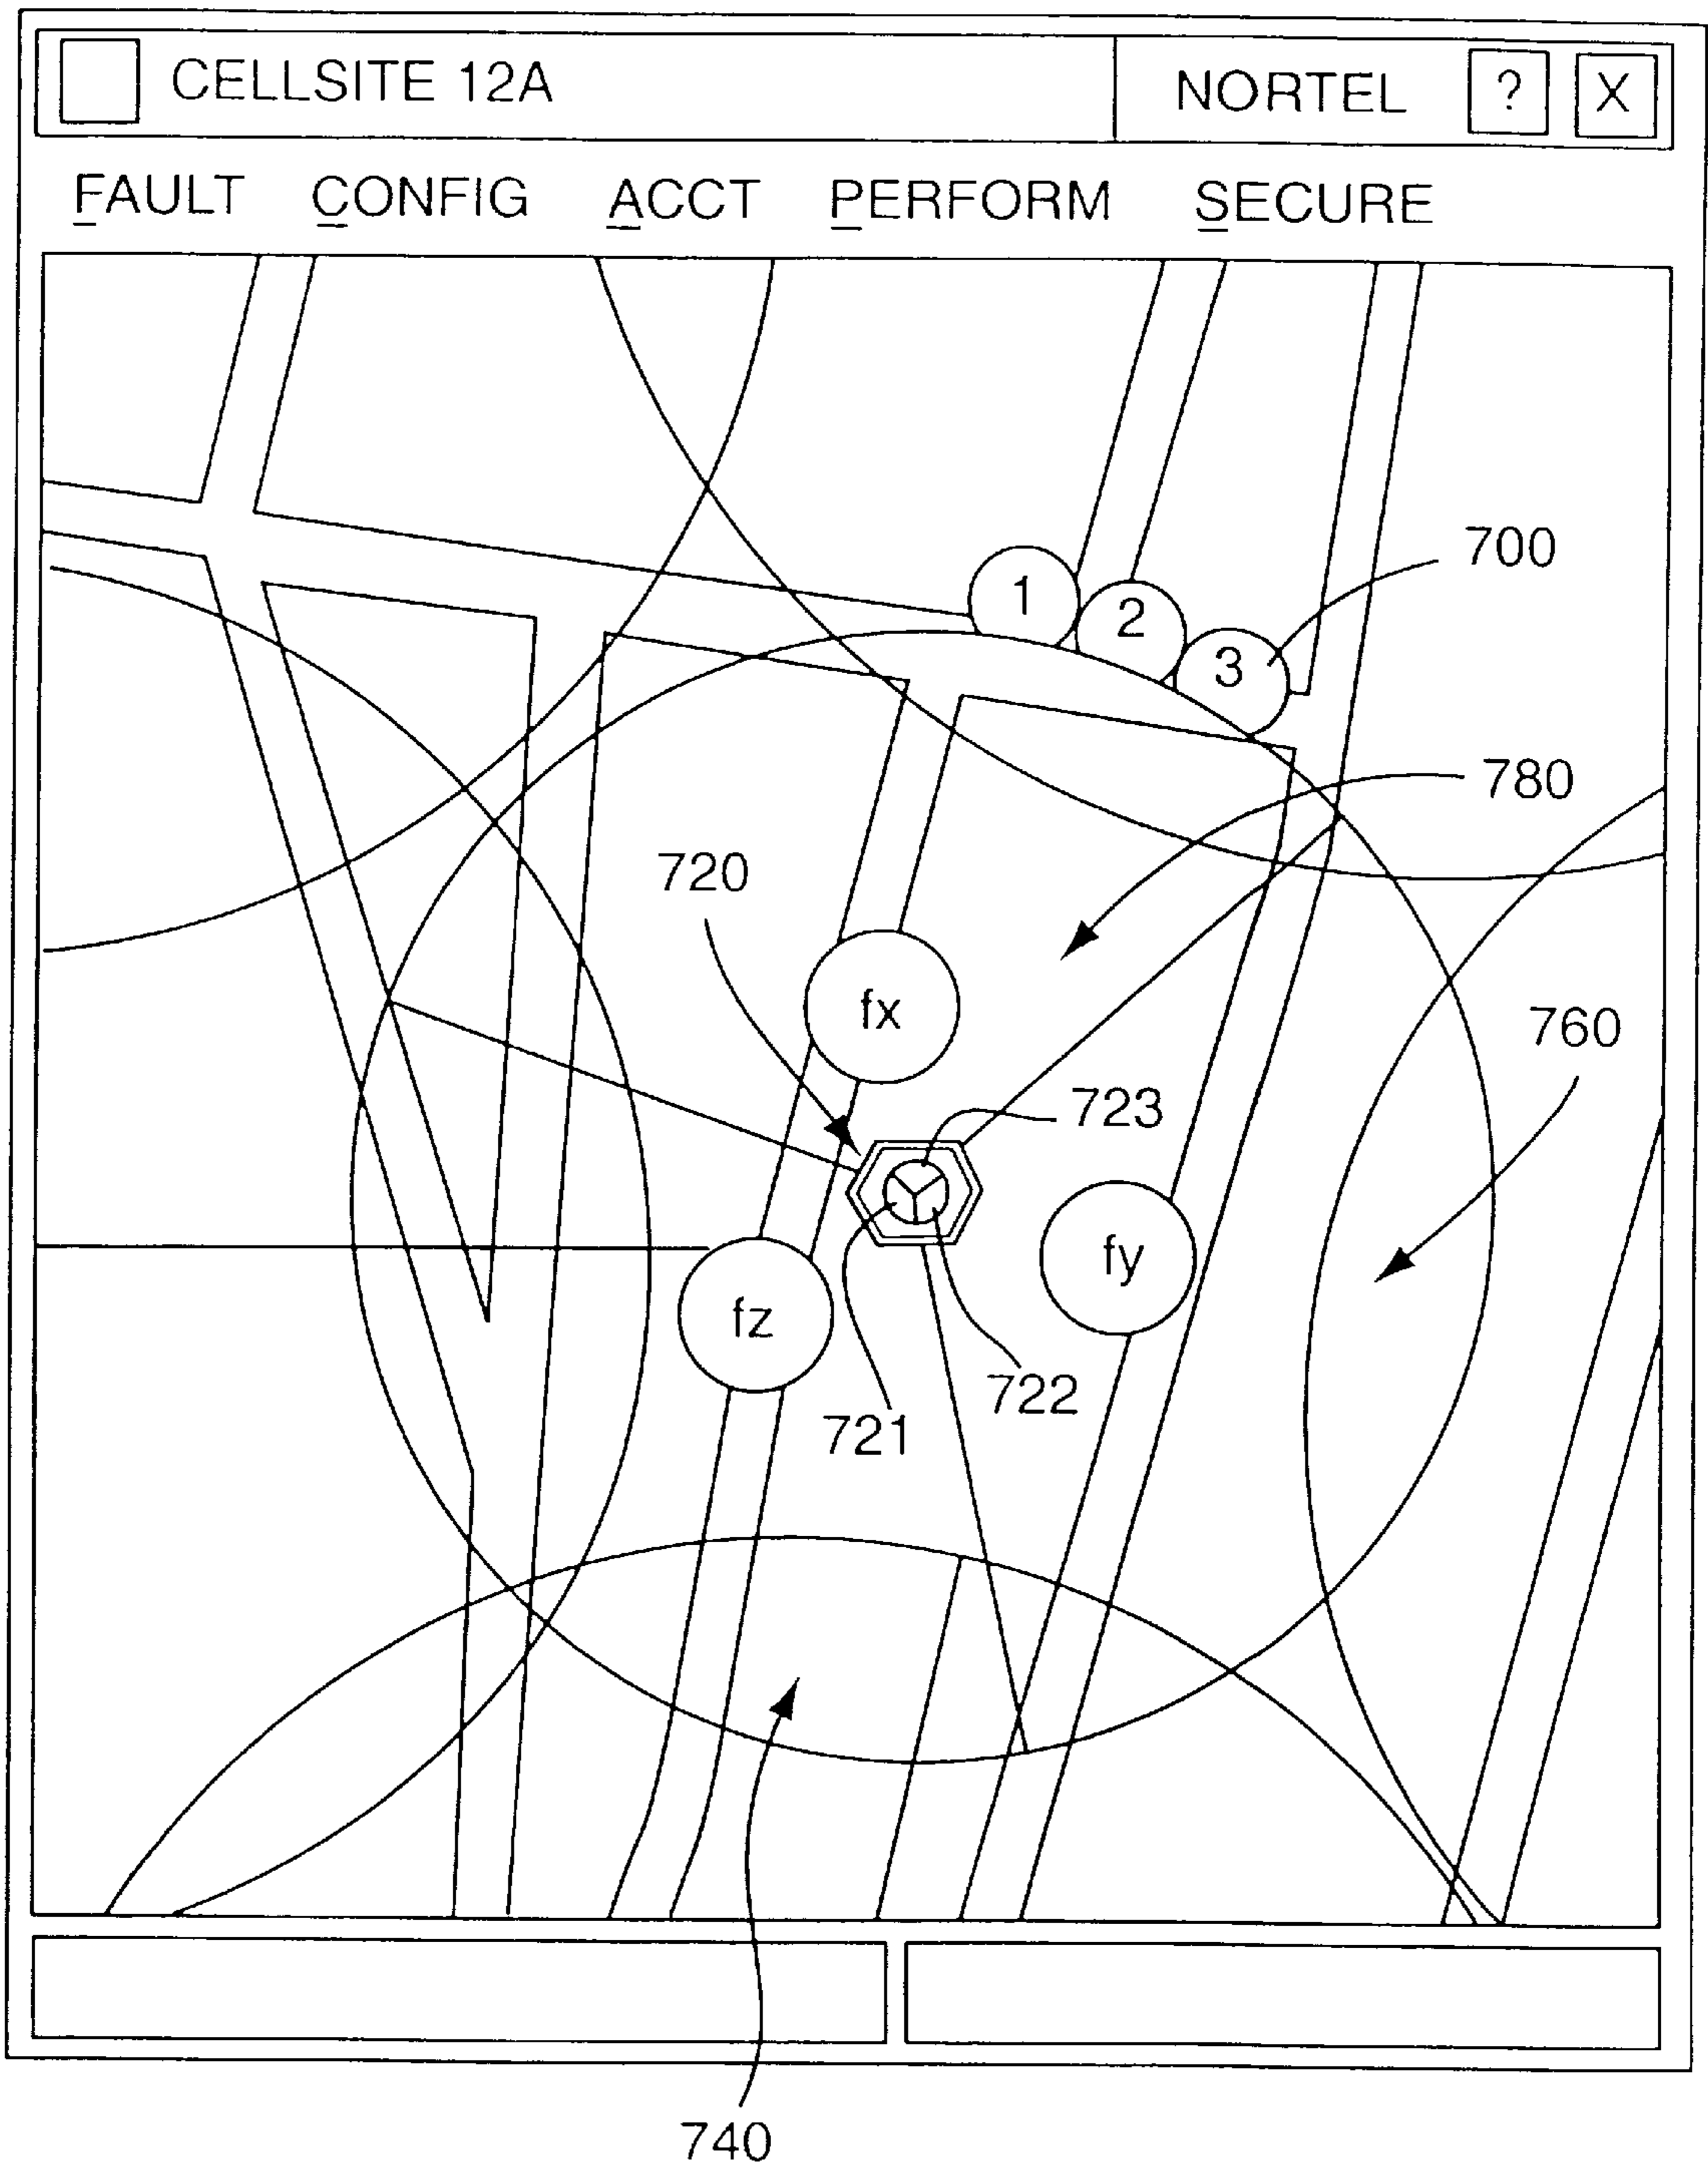 CELLSITE 12A NORTEL ? X
FAULT CONFIG ACCT PERFORM SECURE
700
1
2
3
780
720
fx
760
723
fy
fz
722
721
740